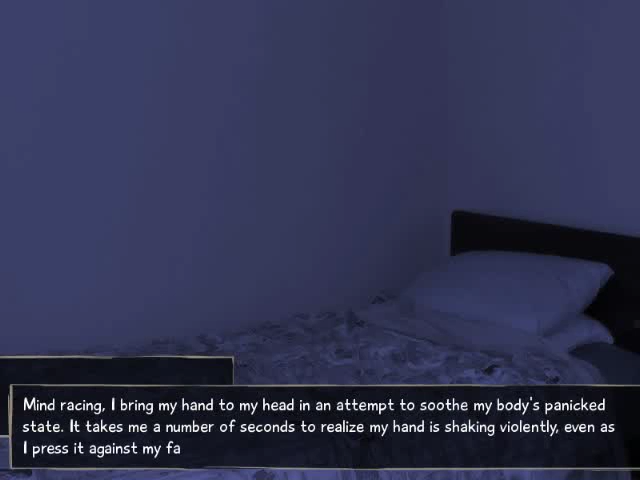 Mind racing, I bring my hand to my head in an attempt to soothe my body's panicked
state. It takes me a number of seconds to realize my hand is shaking violently, even as
I press it against my fa